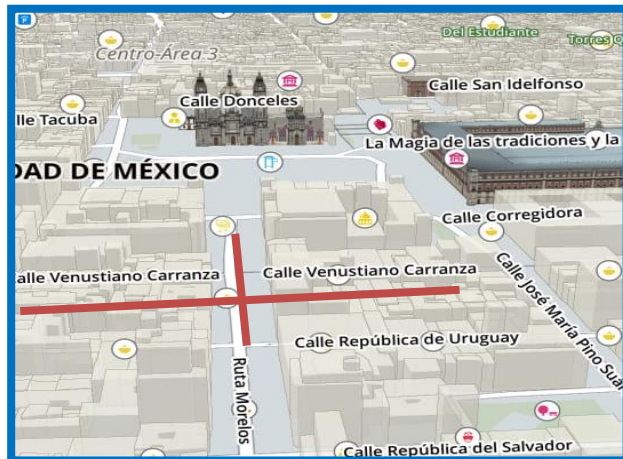 P
Del Estudiante
Torres Q
Centro-Área 3
Calle San Idelfonso
Calle Donceles
lle Tacuba
La Magia de las tradiciones y la
DAD DE MÉXICO
Calle Corregidora
alle Venustiano Carranza
Calle Venustiano Carranza
Calle José María Pino Suár
Calle República de Uruguay
Ruta Morelos
Calle República del Salvador